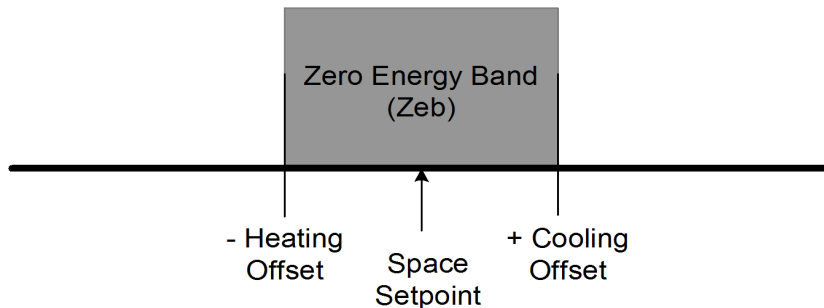 Zero Energy Band
(Zeb)
- Heating
Offset
Space
Setpoint
+ Cooling
Offset